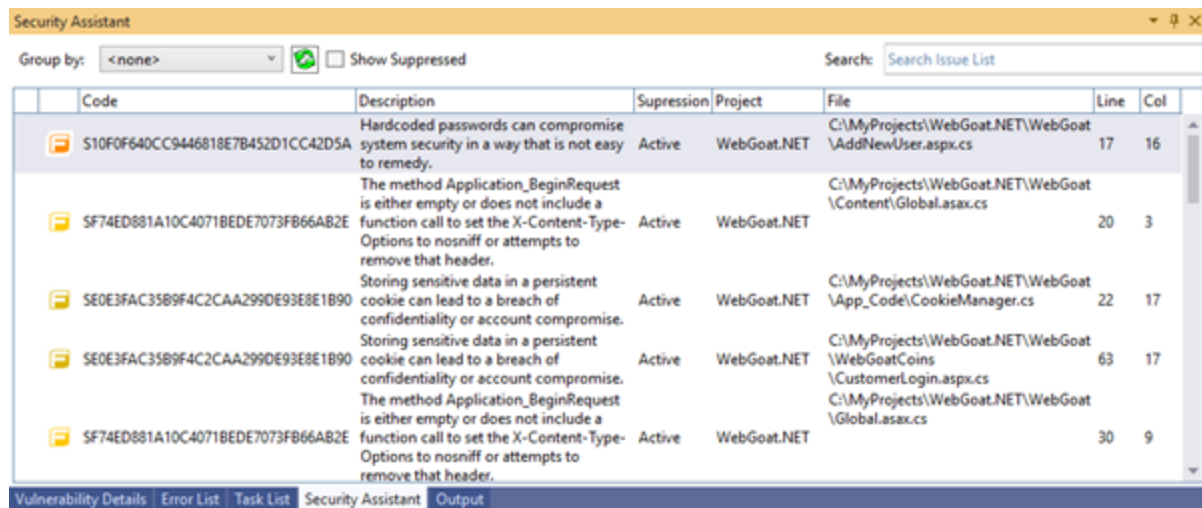 Security Assistant
Group by: <none> Show Suppressed Search: Search Issue List
Code Description Supression Project File Line Col
Hardcoded passwords can compromise C:\MyProjects\WebGoat.NET\WebGoat
S10F0F640CC9446818E7B452D1CC42D5A system security in a way that is not easy Active WebGoat.NET \AddNewUser.aspx.cs 17 16
to remedy.
The method Application_BeginRequest C:\MyProjects\WebGoat.NET\WebGoat
is either empty or does not include a \Content\Global.asax.cs
SF74ED881A10C4071BEDE7073FB66AB2E function call to set the X-Content-Type- Active WebGoat.NET 20 3
Options to nosniff or attempts to
remove that header.
Storing sensitive data in a persistent C:\MyProjects\WebGoat.NET\WebGoat
SE0E3FAC35B9F4C2CAA299DE93E8E1B90 cookie can lead to a breach of Active WebGoat.NET \App_Code\CookieManager.cs 22 17
confidentiality or account compromise.
Storing sensitive data in a persistent C:\MyProjects\WebGoat.NET\WebGoat
SE0E3FAC35B9F4C2CAA299DE93E8E1B90 cookie can lead to a breach of Active WebGoat.NET \WebGoatCoins 63 17
confidentiality or account compromise. \CustomerLogin.aspx.cs
The method Application_BeginRequest C:\MyProjects\WebGoat.NET\WebGoat
is either empty or does not include a \Global.asax.cs
SF74ED881A10C4071BEDE7073FB66AB2E function call to set the X-Content-Type- Active WebGoat.NET 30 9
Options to nosniff or attempts to
remove that header.
Vulnerability Details Error List Task List Security Assistant Output